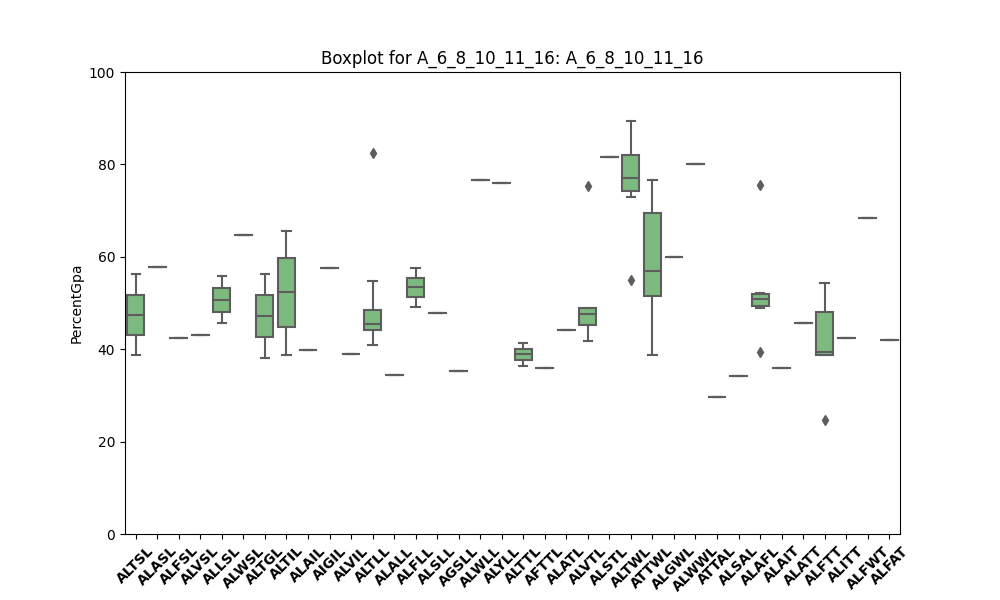 Boxplot for A_6_8_10_11_16: A_6_8_10_11_16
PercentGpa
100
80
60
40
20
0
ALTSL
ALASL
ALFSL
ALVSL
ALLSL
ALWSL
ALTGL
ALTIL
ALAIL
AIGIL
ALVIL
ALTLL
ALALL
ALFLL
ALSLL
AGSLL
ALWLL
ALYLL
ALTTL
AFTTL
ALATL
ALVTL
ALSTL
ALTWL
ATTWL
ALGWL
ALWWL
ATTAL
ALSAL
ALAFL
ALAIT
ALATT
ALFTT
ALITT
ALFWT
ALFAT